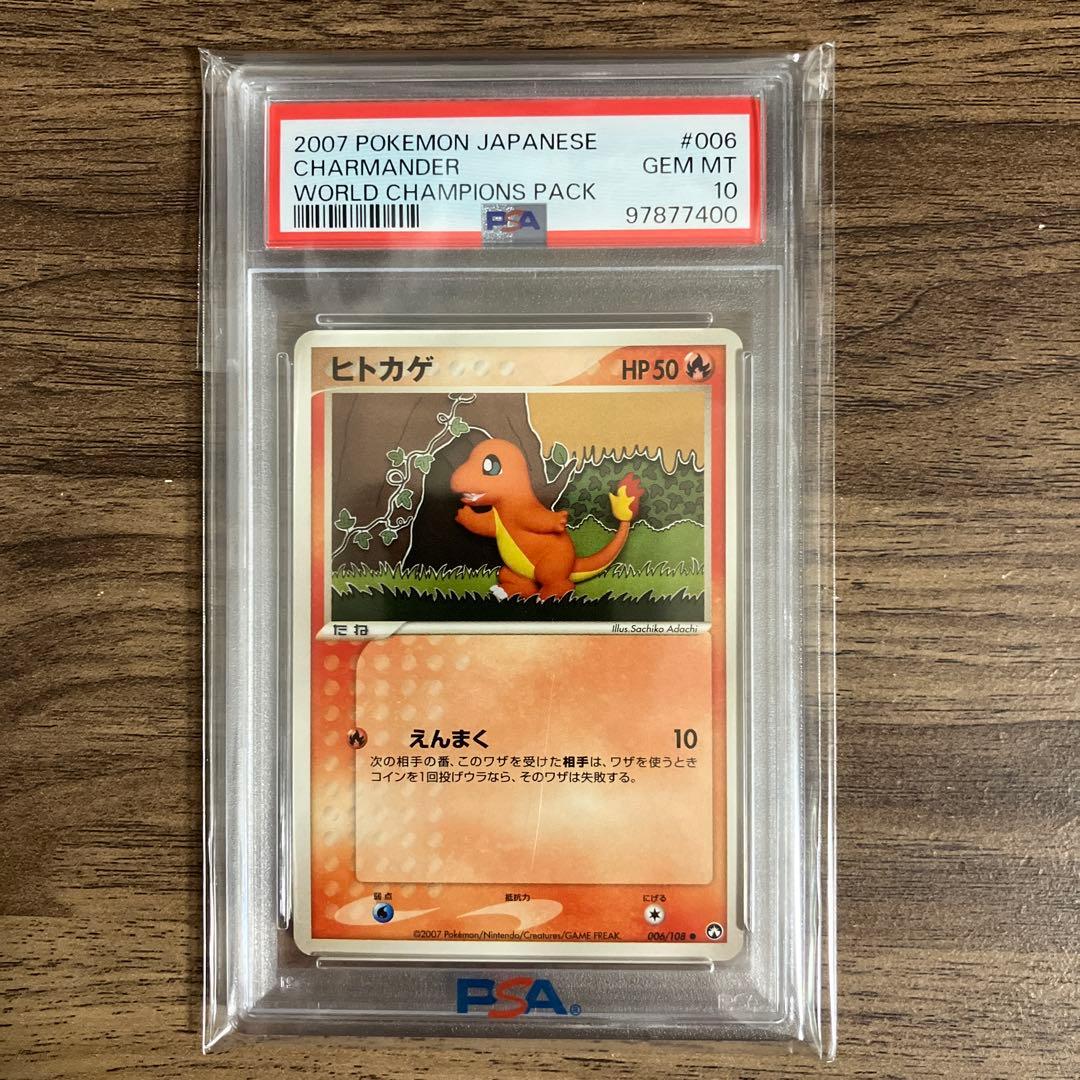 2007 POKEMON JAPANESE #006
CHARMANDER GEM MT
WORLD CHAMPIONS PACK 10
PSA 97877400
ヒトカゲ HP50
たね Illus. Sachiko Adachi
えんまく 10
次の相手の番、このワザを受けた相手は、ワザを使うとき
コインを1回投げウラなら、そのワザは失敗する。
弱点 抵抗力 にげる
©2007 Pokémon/Nintendo/Creatures/GAME FREAK. 006/108 ●
PSA®